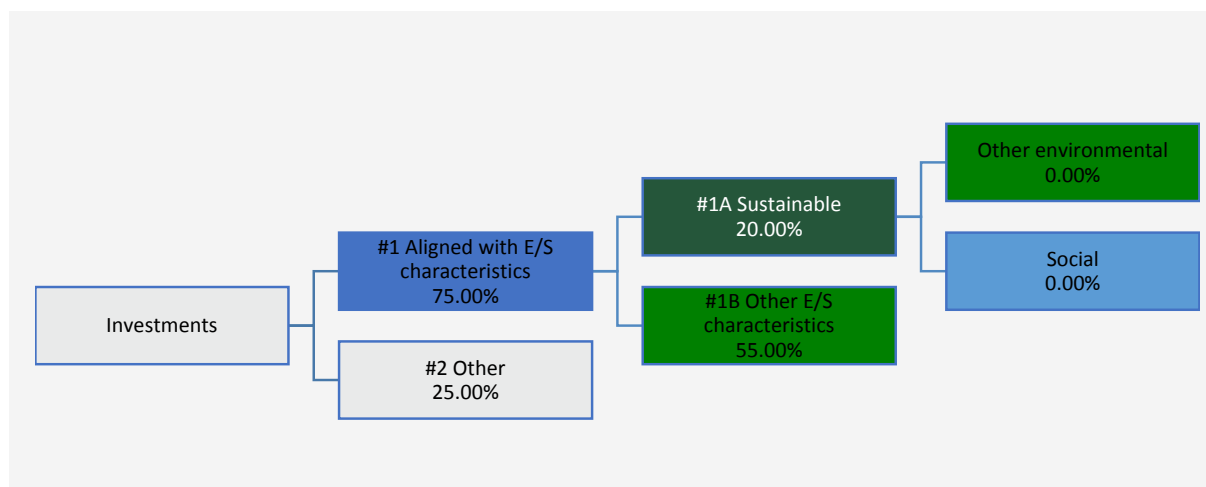 Investments
#1 Aligned with E/S
characteristics
75.00%
#2 Other
25.00%
#1A Sustainable
20.00%
#1B Other E/S
characteristics
55.00%
Other environmental
0.00%
Social
0.00%